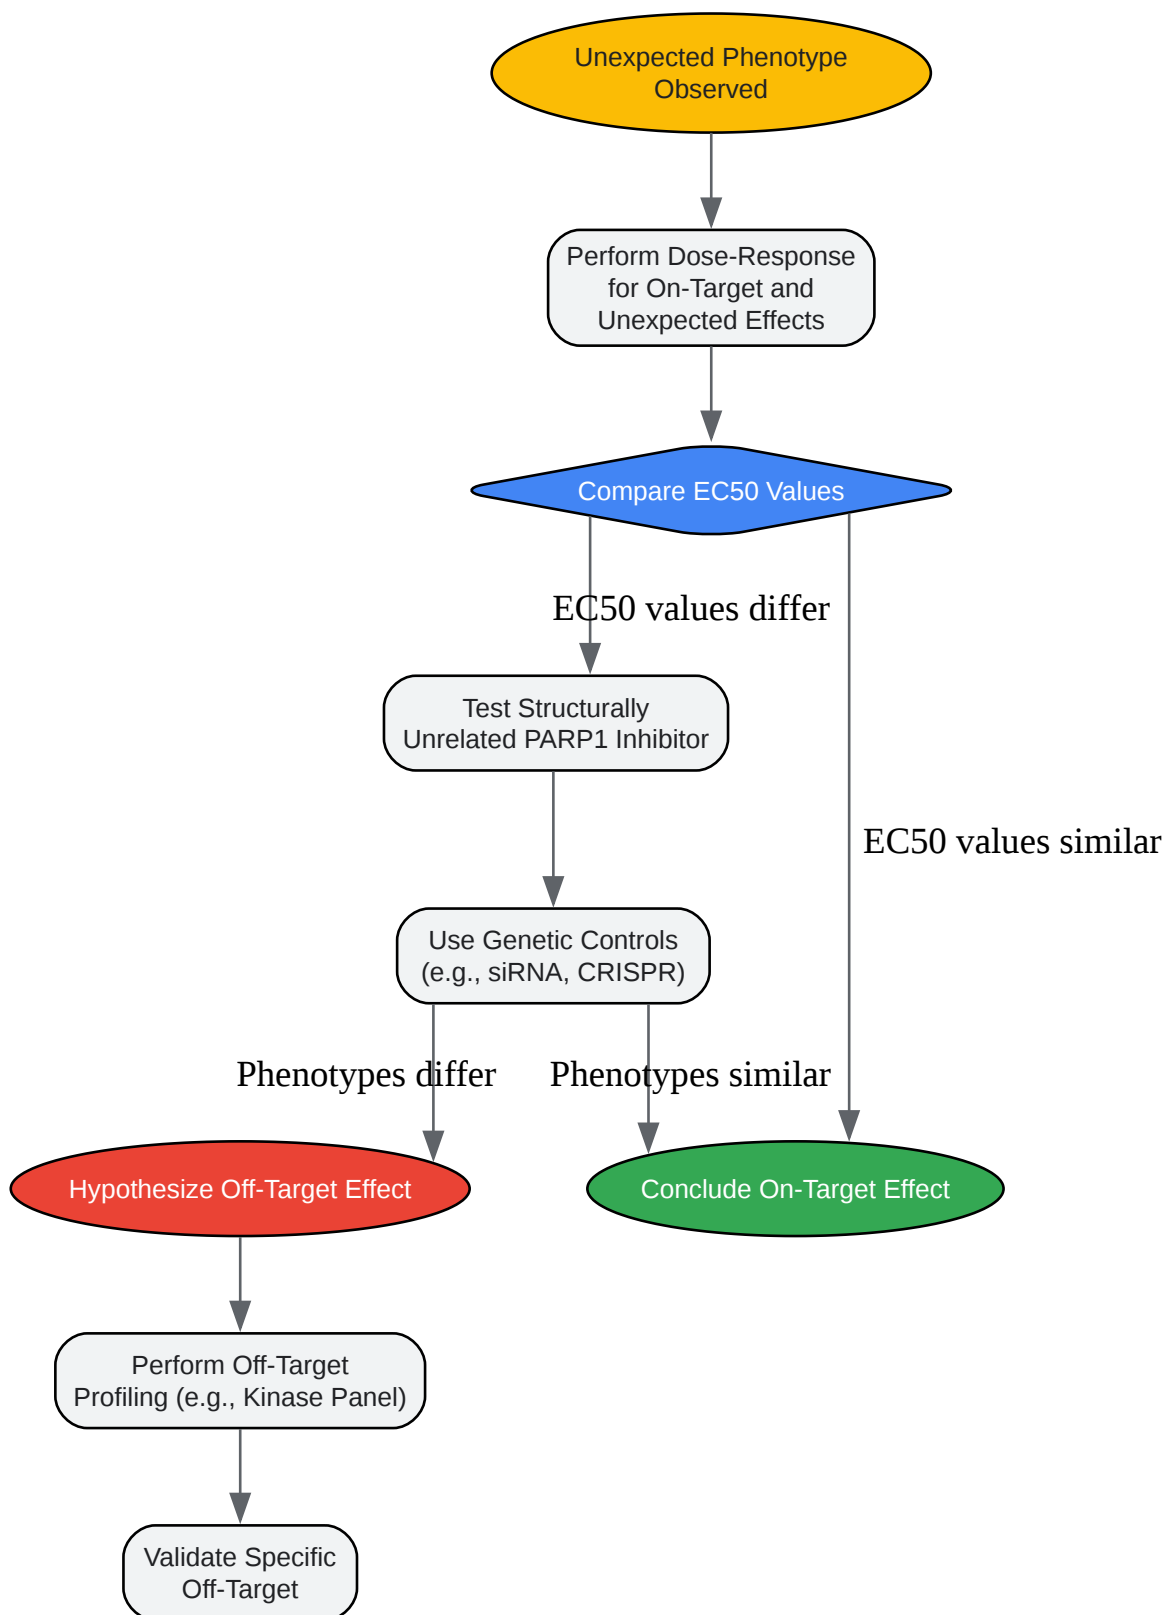 Unexpected Phenotype
Observed
Perform Dose-Response
for On-Target and
Unexpected Effects
Compare EC50 Values
EC50 values differ
Test Structurally
Unrelated PARP1 Inhibitor
EC50 values similar
Use Genetic Controls
(e.g., siRNA, CRISPR)
Phenotypes differ
Phenotypes similar
Hypothesize Off-Target Effect
Conclude On-Target Effect
Perform Off-Target
Profiling (e.g., Kinase Panel)
Validate Specific
Off-Target